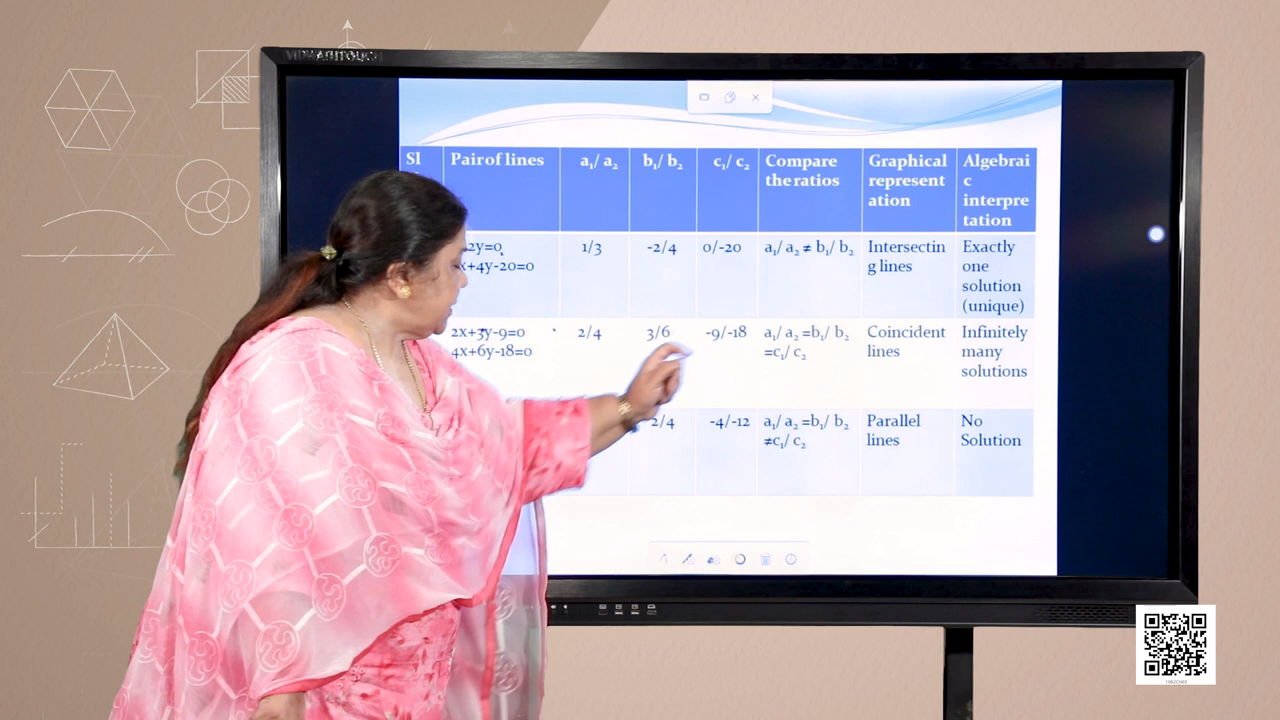 Sl
Pair of lines
a₁/ a₂
b₁/ b₂
c₁/ c₂
Compare
the ratios
Graphical
represent
ation
Algebrai
c
interpre
tation
2y=0
x+4y-20=0
1/3
-2/4
0/-20
a₁/ a₂ ≠ b₁/ b₂
Intersectin
g lines
Exactly
one
solution
(unique)
2x+3y-9=0
4x+6y-18=0
2/4
3/6
-9/-18
a₁/ a₂ =b₁/ b₂
=c₁/ c₂
Coincident
lines
Infinitely
many
solutions
2/4
-4/-12
a₁/ a₂ =b₁/ b₂
≠c₁/ c₂
Parallel
lines
No
Solution